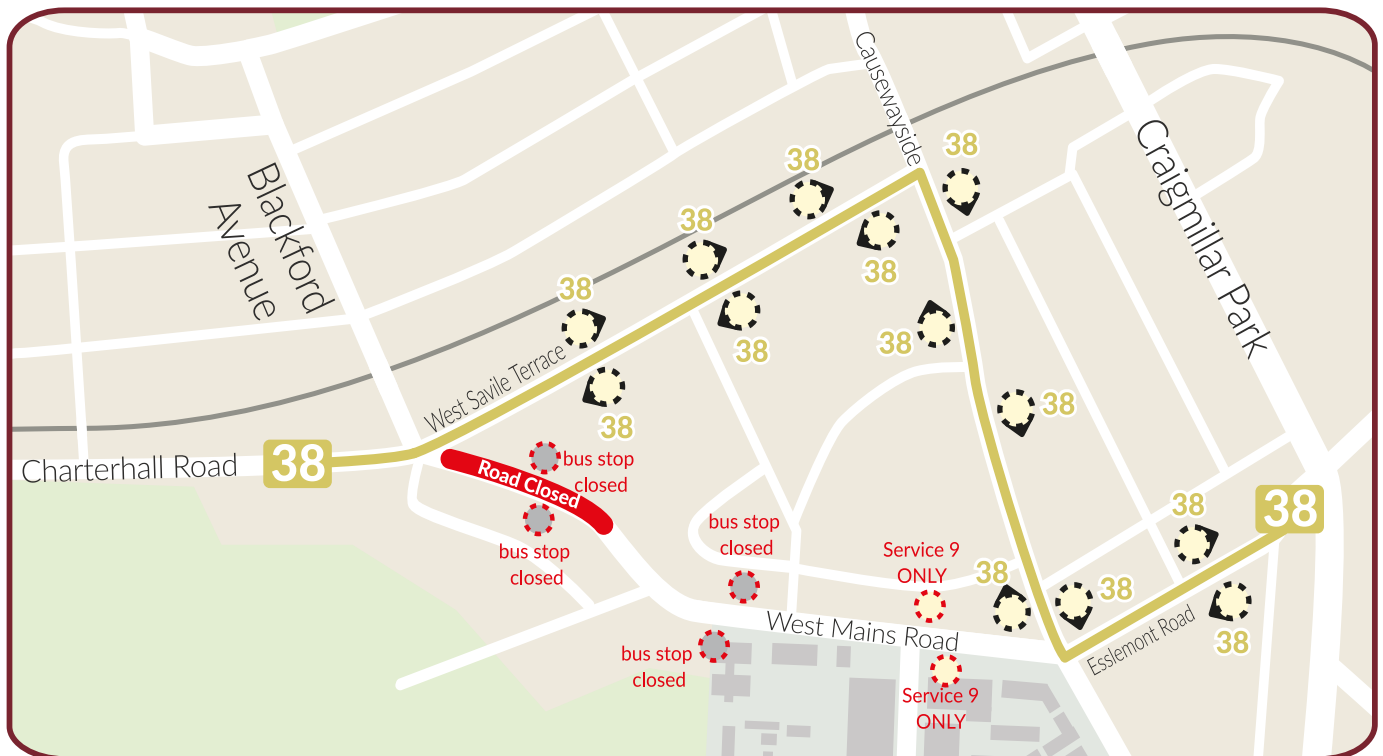 Causewayside
38
38
Craigmillar Park
38
38
Blackford
Avenue
38
38
38
38
West Savile Terrace
38
38
Charterhall Road
38
Road Closed
bus stop
closed
bus stop
closed
bus stop
closed
38
38
Service 9
ONLY
38
38
West Mains Road
Esslemont Road
38
bus stop
closed
Service 9
ONLY